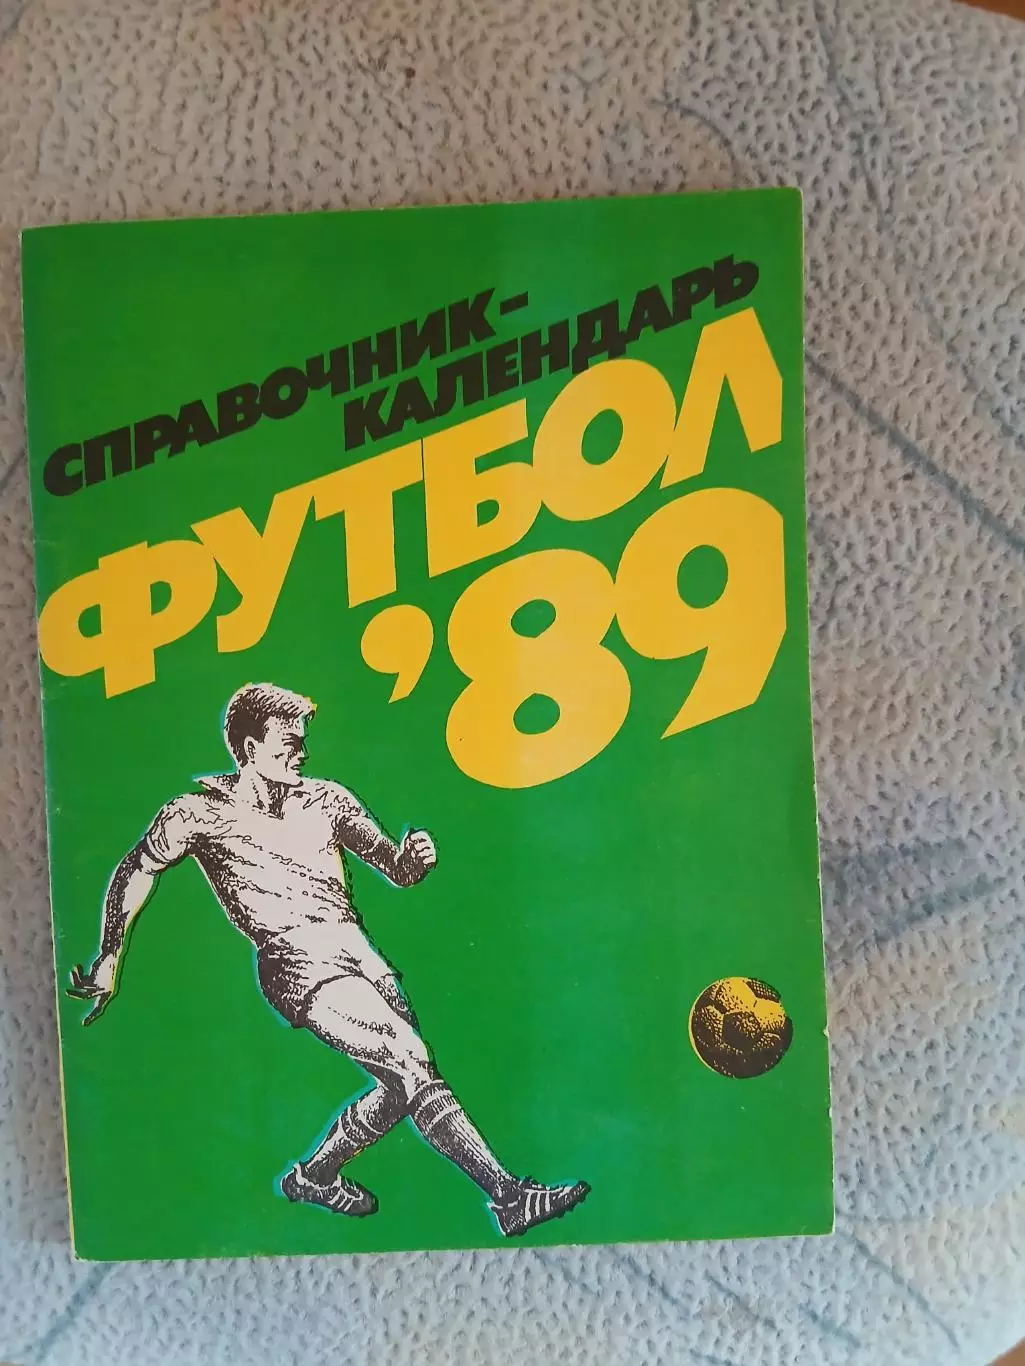 СПРАВОЧНИК-
КАЛЕНДАРЬ
ФУТБОЛ
'89